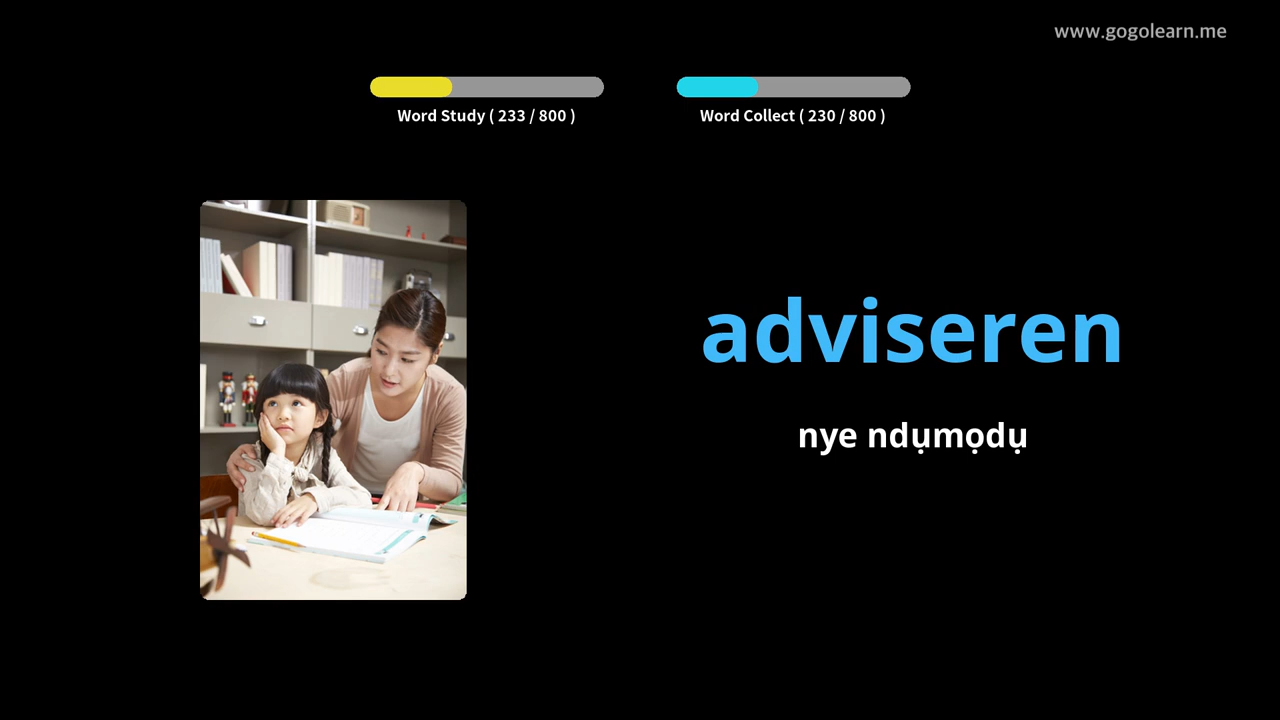 www.gogolearn.me
Word Study ( 233 / 800 )
Word Collect ( 230 / 800 )
adviseren
nye ndụmọdụ